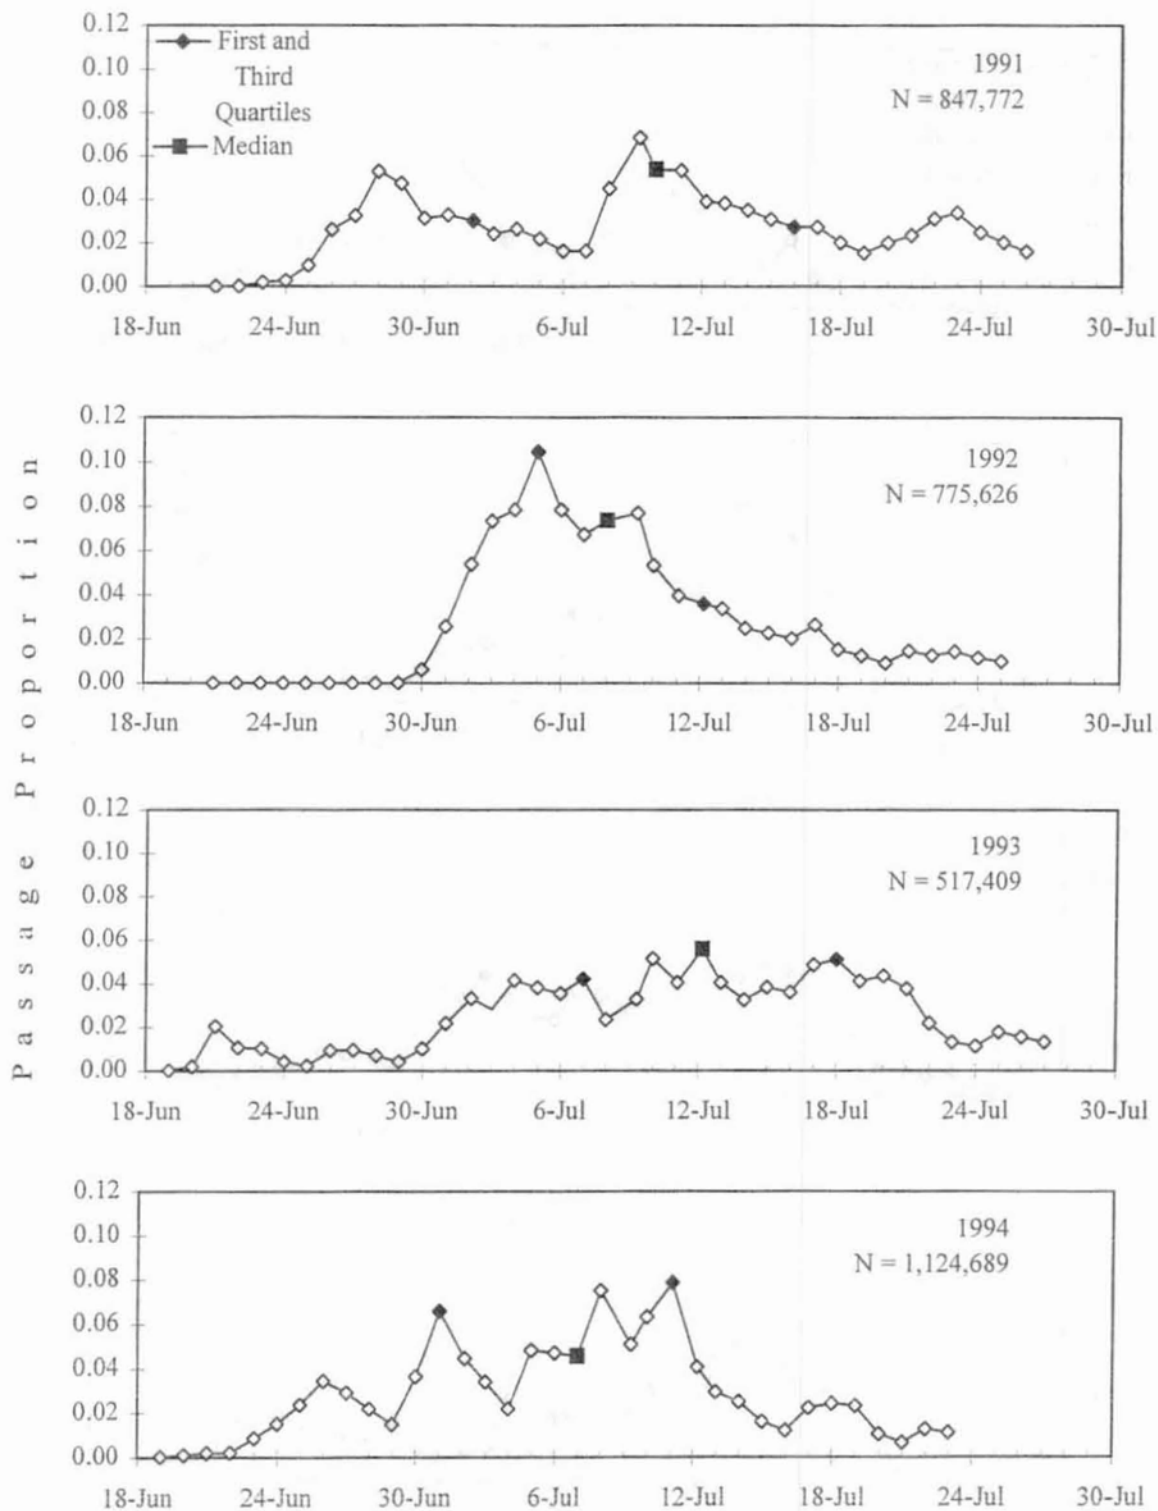 Passage Proportion
0.12
0.10
0.08
0.06
0.04
0.02
0.00
First and
Third
Quartiles
Median
1991
N = 847,772
18-Jun 24-Jun 30-Jun 6-Jul 12-Jul 18-Jul 24-Jul 30-Jul
0.12
0.10
0.08
0.06
0.04
0.02
0.00
1992
N = 775,626
18-Jun 24-Jun 30-Jun 6-Jul 12-Jul 18-Jul 24-Jul 30-Jul
0.12
0.10
0.08
0.06
0.04
0.02
0.00
1993
N = 517,409
18-Jun 24-Jun 30-Jun 6-Jul 12-Jul 18-Jul 24-Jul 30-Jul
0.12
0.10
0.08
0.06
0.04
0.02
0.00
1994
N = 1,124,689
18-Jun 24-Jun 30-Jun 6-Jul 12-Jul 18-Jul 24-Jul 30-Jul